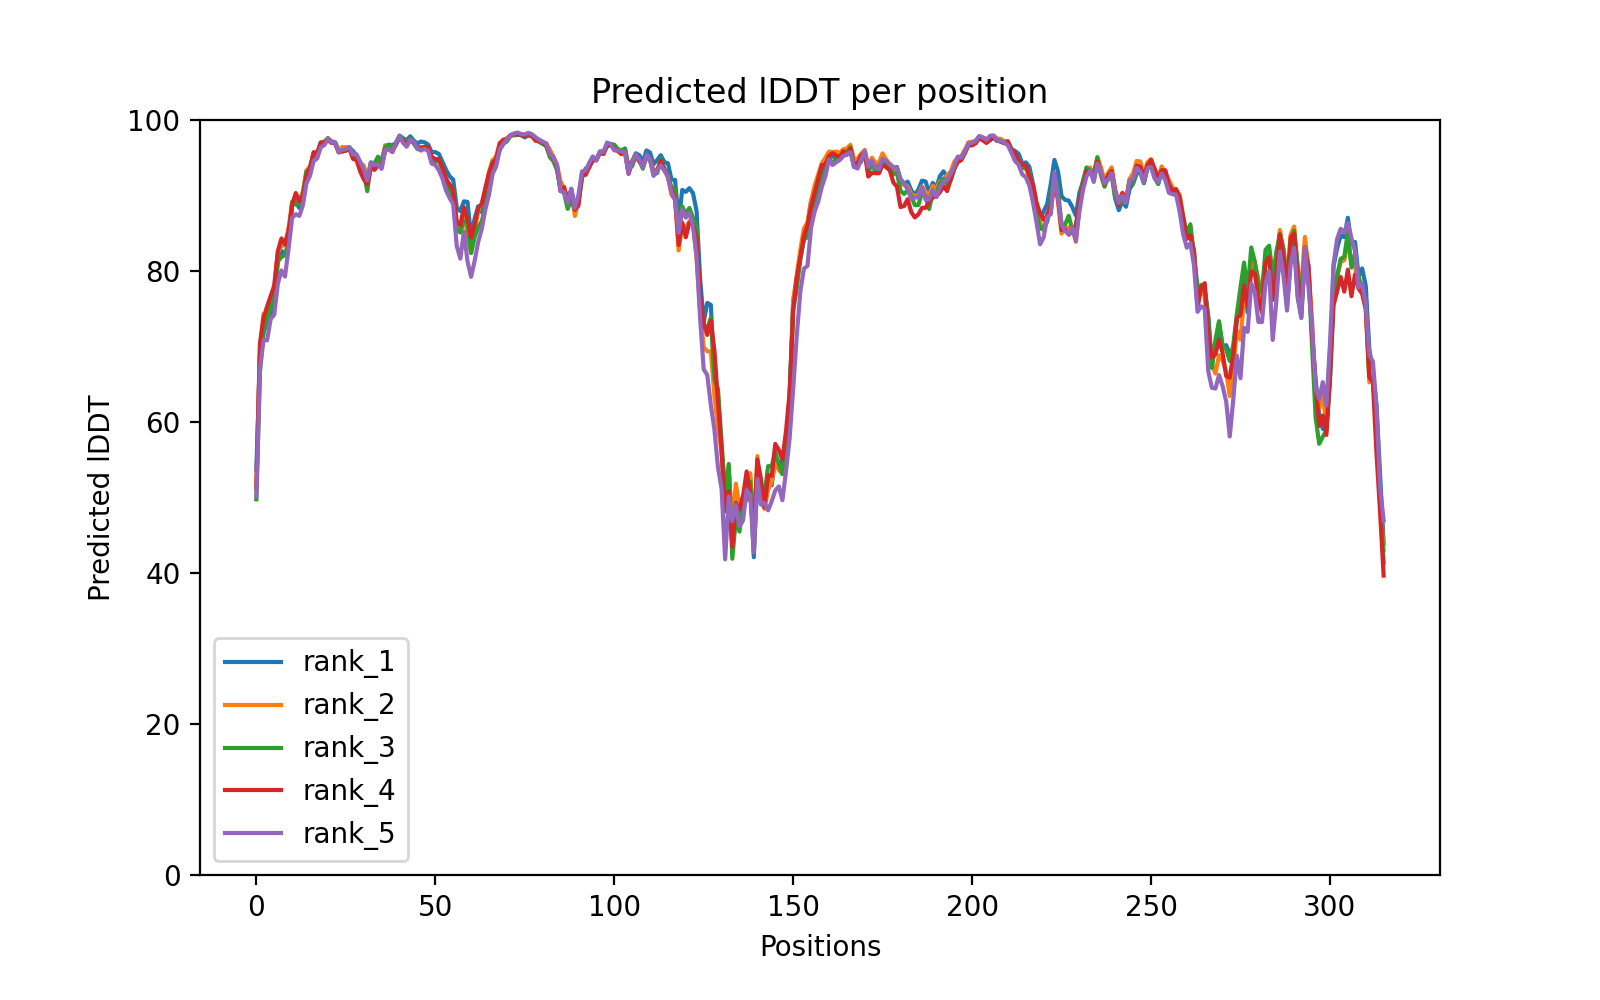 Predicted lDDT per position
100
80
60
40
20
0
Predicted lDDT
rank_1
rank_2
rank_3
rank_4
rank_5
0 50 100 150 200 250 300
Positions